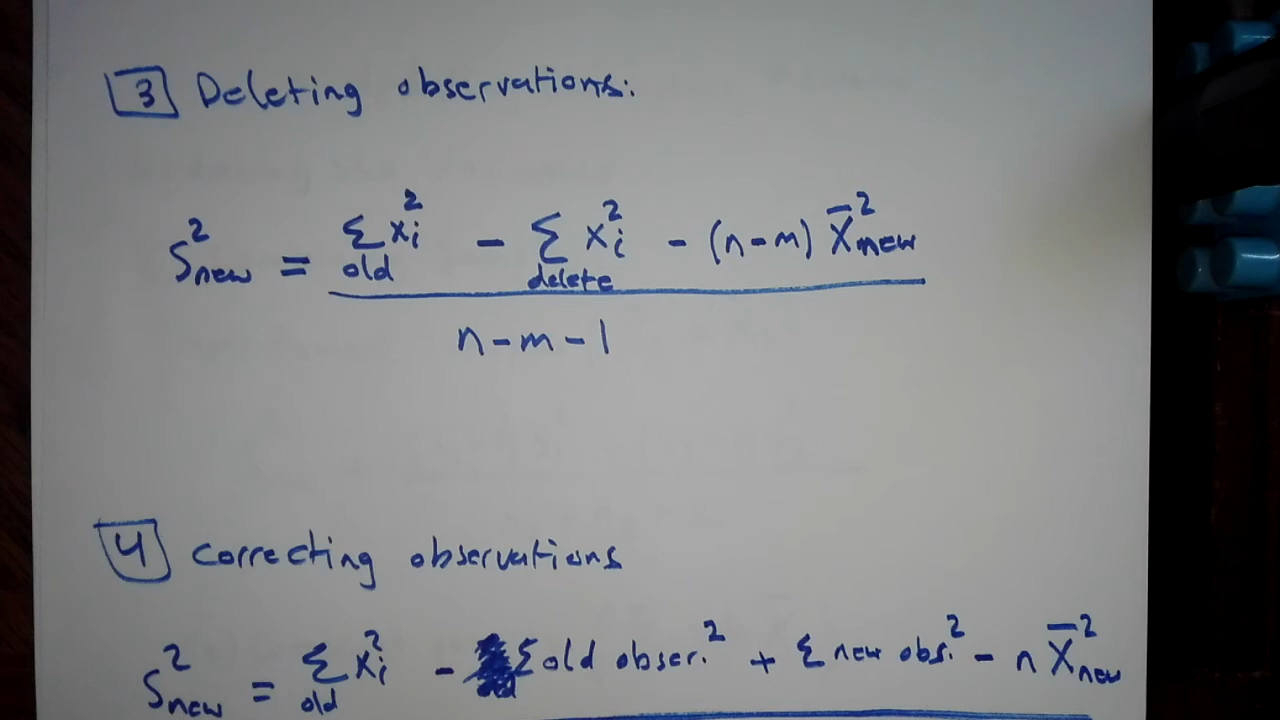 3 Deleting observations:
S²new = Σold xi² - Σdelete xi² - (n-m) X̄²new
n-m-1
4 correcting observations
S²new = Σold xi² - Σ old obser.² + Σ new obs.² - n X̄²new